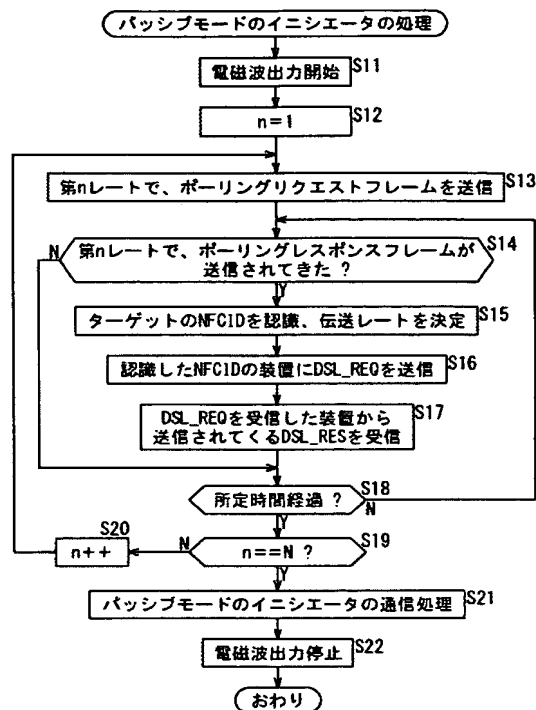 パッシブモードのイニシエータの処理
電磁波出力開始 S11
n=1 S12
第nレートで、ポーリングリクエストフレームを送信 S13
第nレートで、ポーリングレスポンスフレームが
送信されてきた ?
S14
N
Y
ターゲットのNFCIDを認識、伝送レートを決定 S15
認識したNFCIDの装置にDSL_REQを送信 S16
DSL_REQを受信した装置から
送信されてくるDSL_RESを受信
S17
所定時間経過 ? S18
N
Y
S20
n++
N
n==N ? S19
Y
パッシブモードのイニシエータの通信処理 S21
電磁波出力停止 S22
おわり